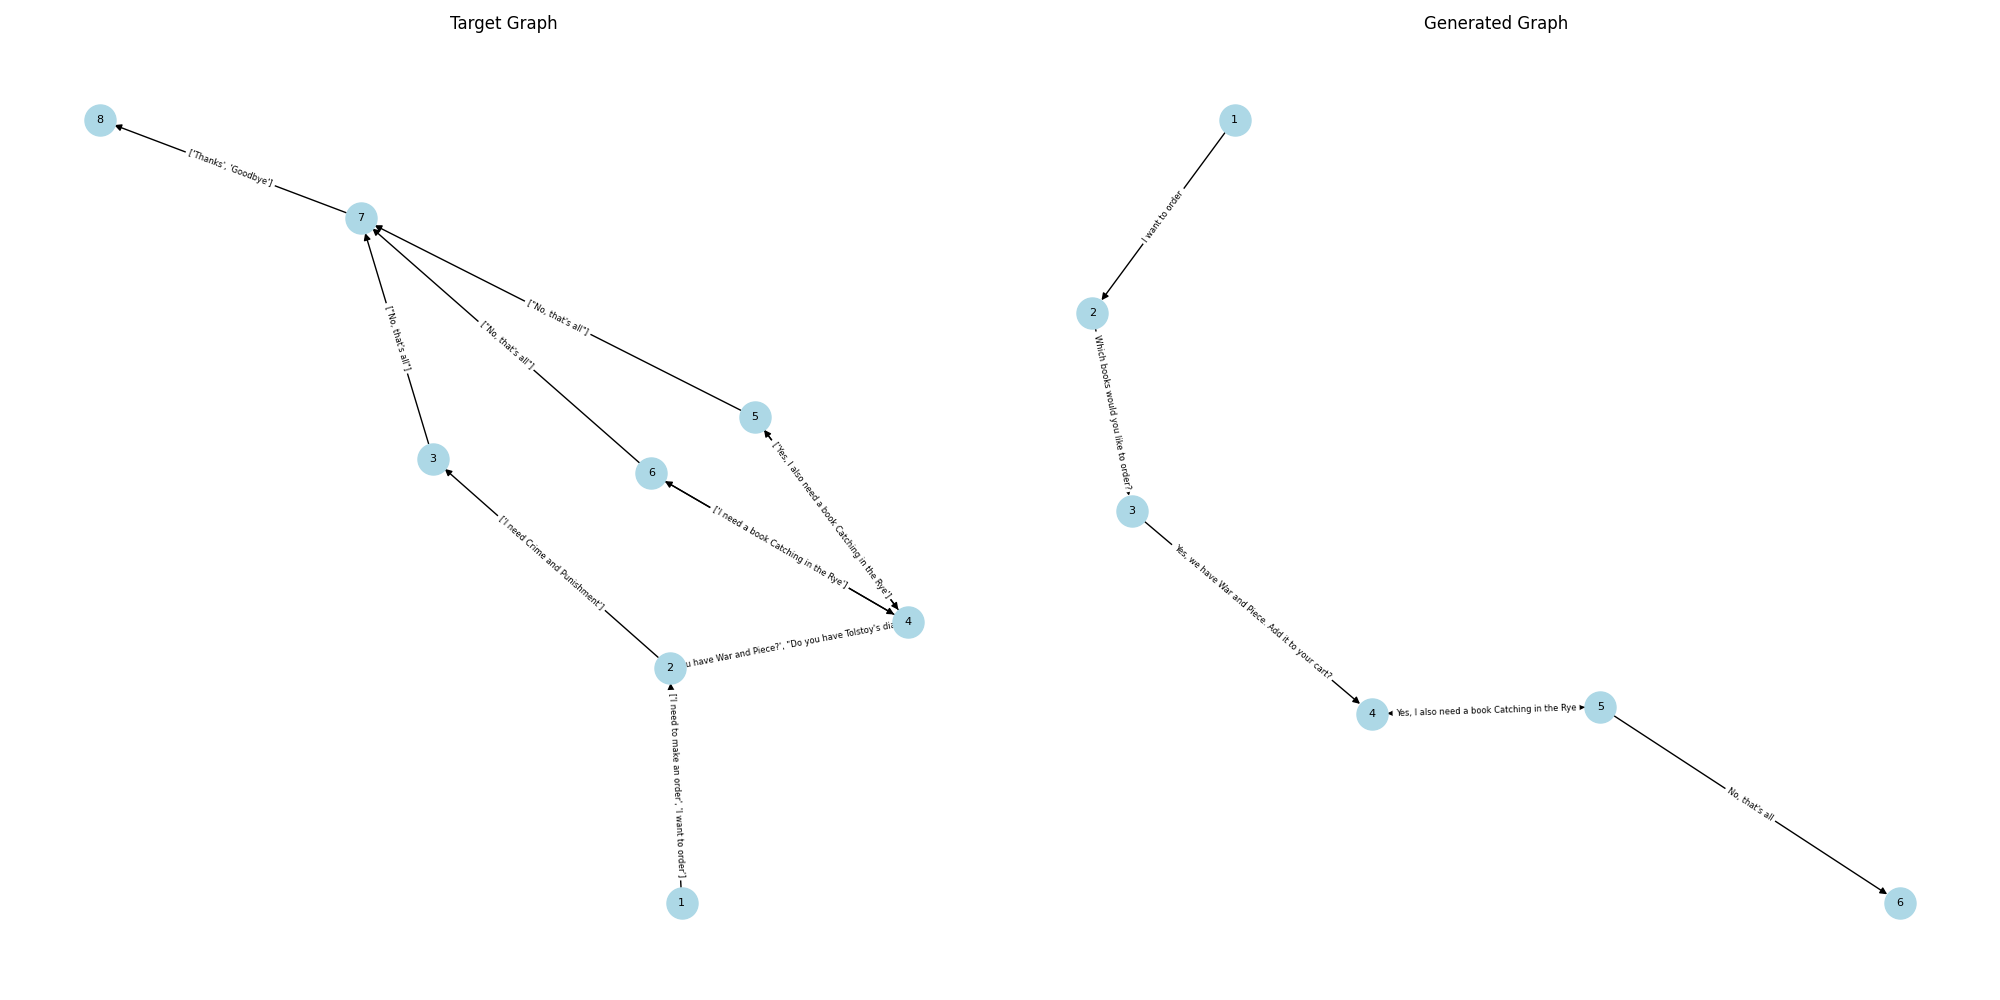 Target Graph
8
['Thanks', 'Goodbye']
7
["No, that's all"]
["No, that's all"]
["No, that's all"]
5
3
6
['Yes, I also need a book Catching in the Rye']
['I need a book Catching in the Rye']
['I need Crime and Punishment']
4
u have War and Piece?', "Do you have Tolstoy's dia
2
['I need to make an order', 'I want to order']
1
Generated Graph
1
I want to order
2
Which books would you like to order?
3
Yes, we have War and Piece. Add it to your cart?
4
Yes, I also need a book Catching in the Rye
5
No, that's all
6